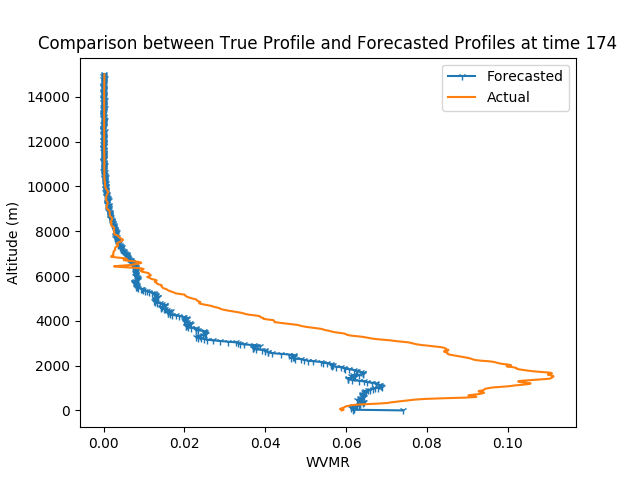 Comparison between True Profile and Forecasted Profiles at time 174
Forecasted
Actual
14000
12000
10000
8000
6000
4000
2000
0
Altitude (m)
0.00 0.02 0.04 0.06 0.08 0.10
WVMR